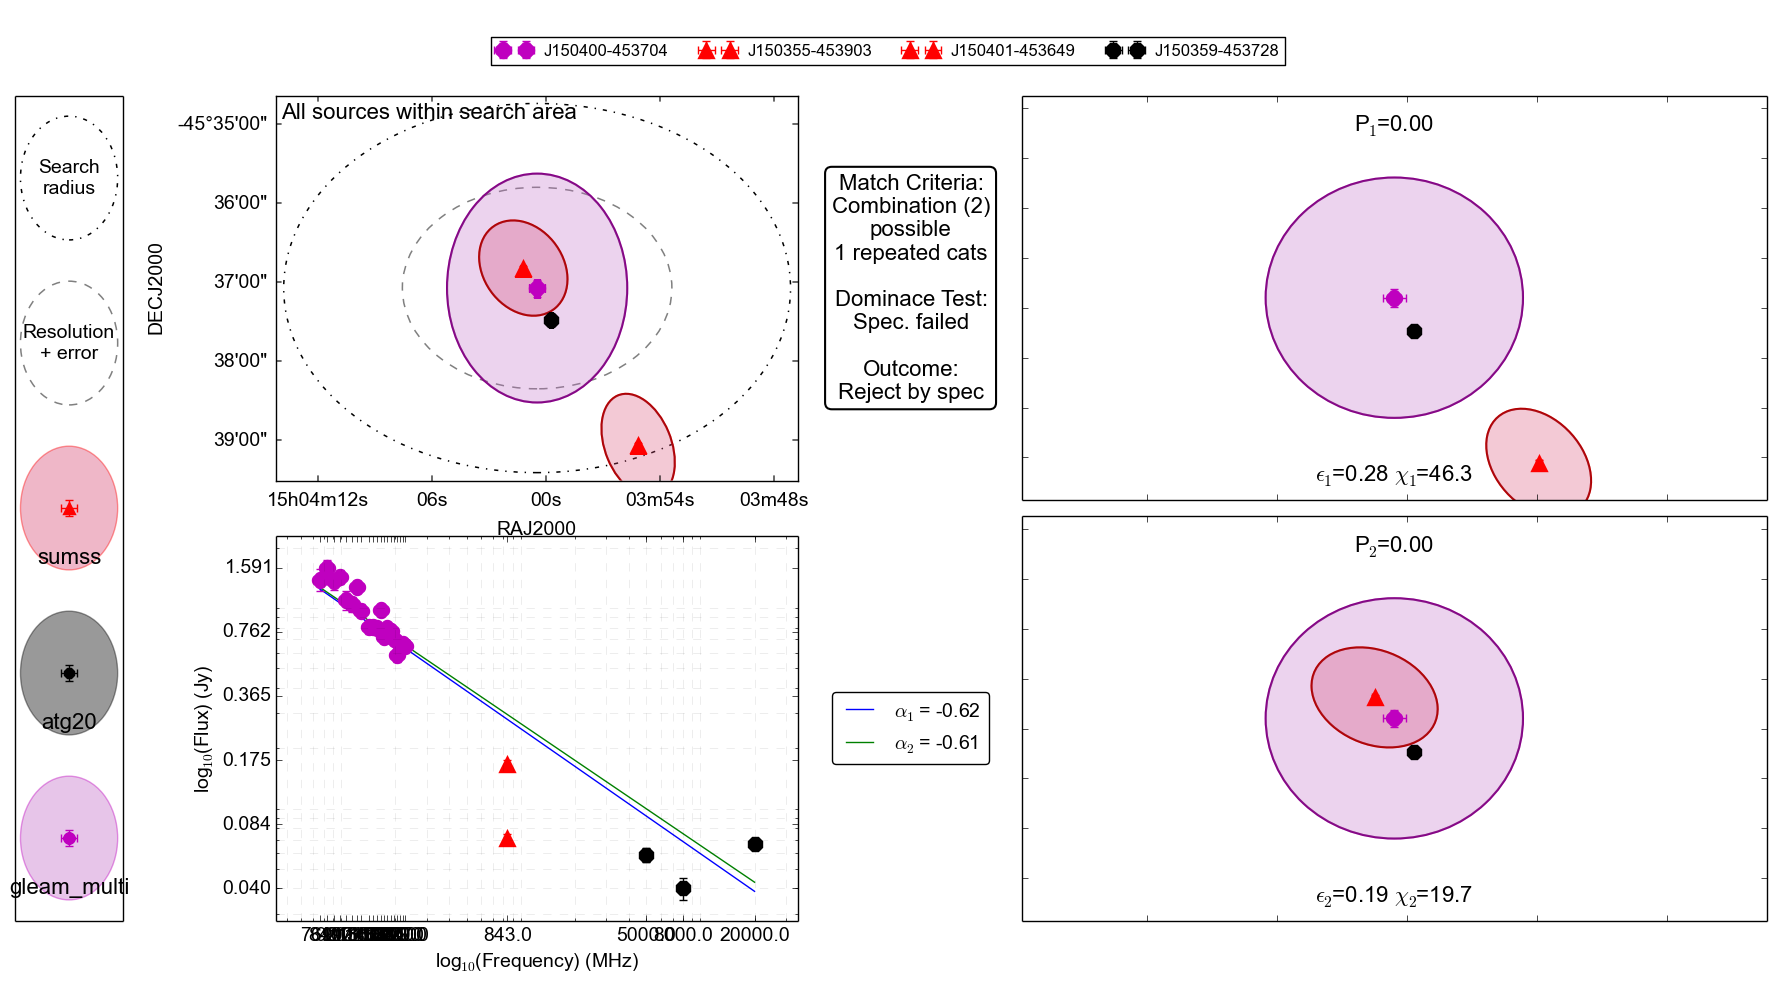 J150400-453704 J150355-453903 J150401-453649 J150359-453728
Search
radius
Resolution
+ error
sumss
atg20
gleam_multi
All sources within search area
DECJ2000
-45°35'00"
36'00"
37'00"
38'00"
39'00"
15h04m12s 06s 00s 03m54s 03m48s
RAJ2000
log10(Flux) (Jy)
1.591
0.762
0.365
0.175
0.084
0.040
843.0 5000.0 8000.0 20000.0
log10(Frequency) (MHz)
Match Criteria:
Combination (2)
possible
1 repeated cats
Dominace Test:
Spec. failed
Outcome:
Reject by spec
α1 = -0.62
α2 = -0.61
P1=0.00
ϵ1=0.28 χ1=46.3
P2=0.00
ϵ2=0.19 χ2=19.7